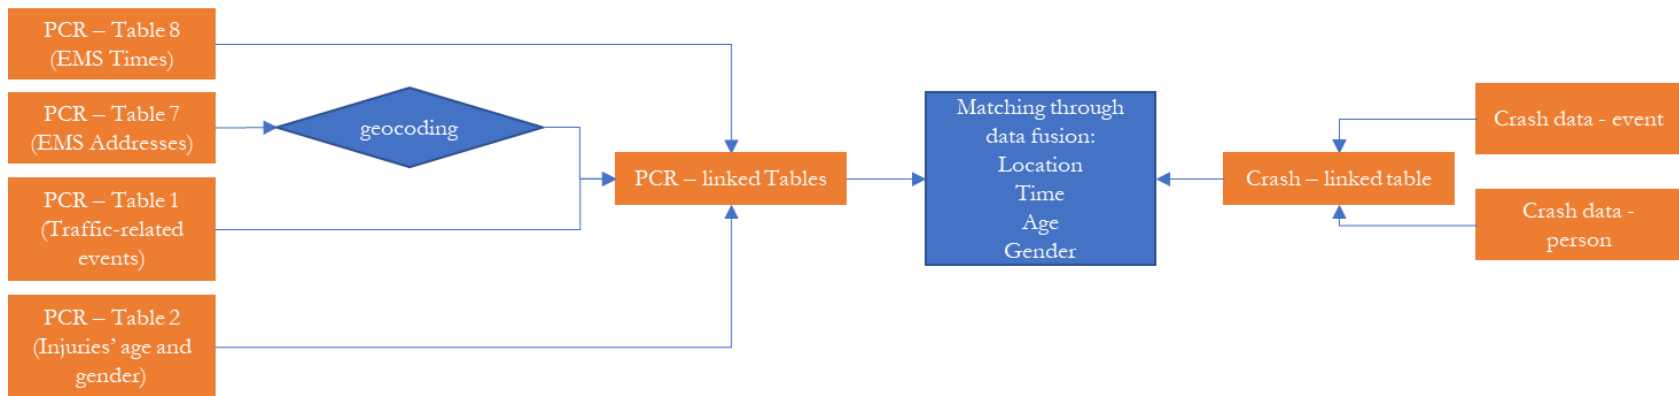 PCR – Table 8
(EMS Times)
PCR – Table 7
(EMS Addresses)
geocoding
PCR – Table 1
(Traffic-related
events)
PCR – Table 2
(Injuries’ age and
gender)
PCR – linked Tables
Matching through
data fusion:
Location
Time
Age
Gender
Crash – linked table
Crash data - event
Crash data -
person